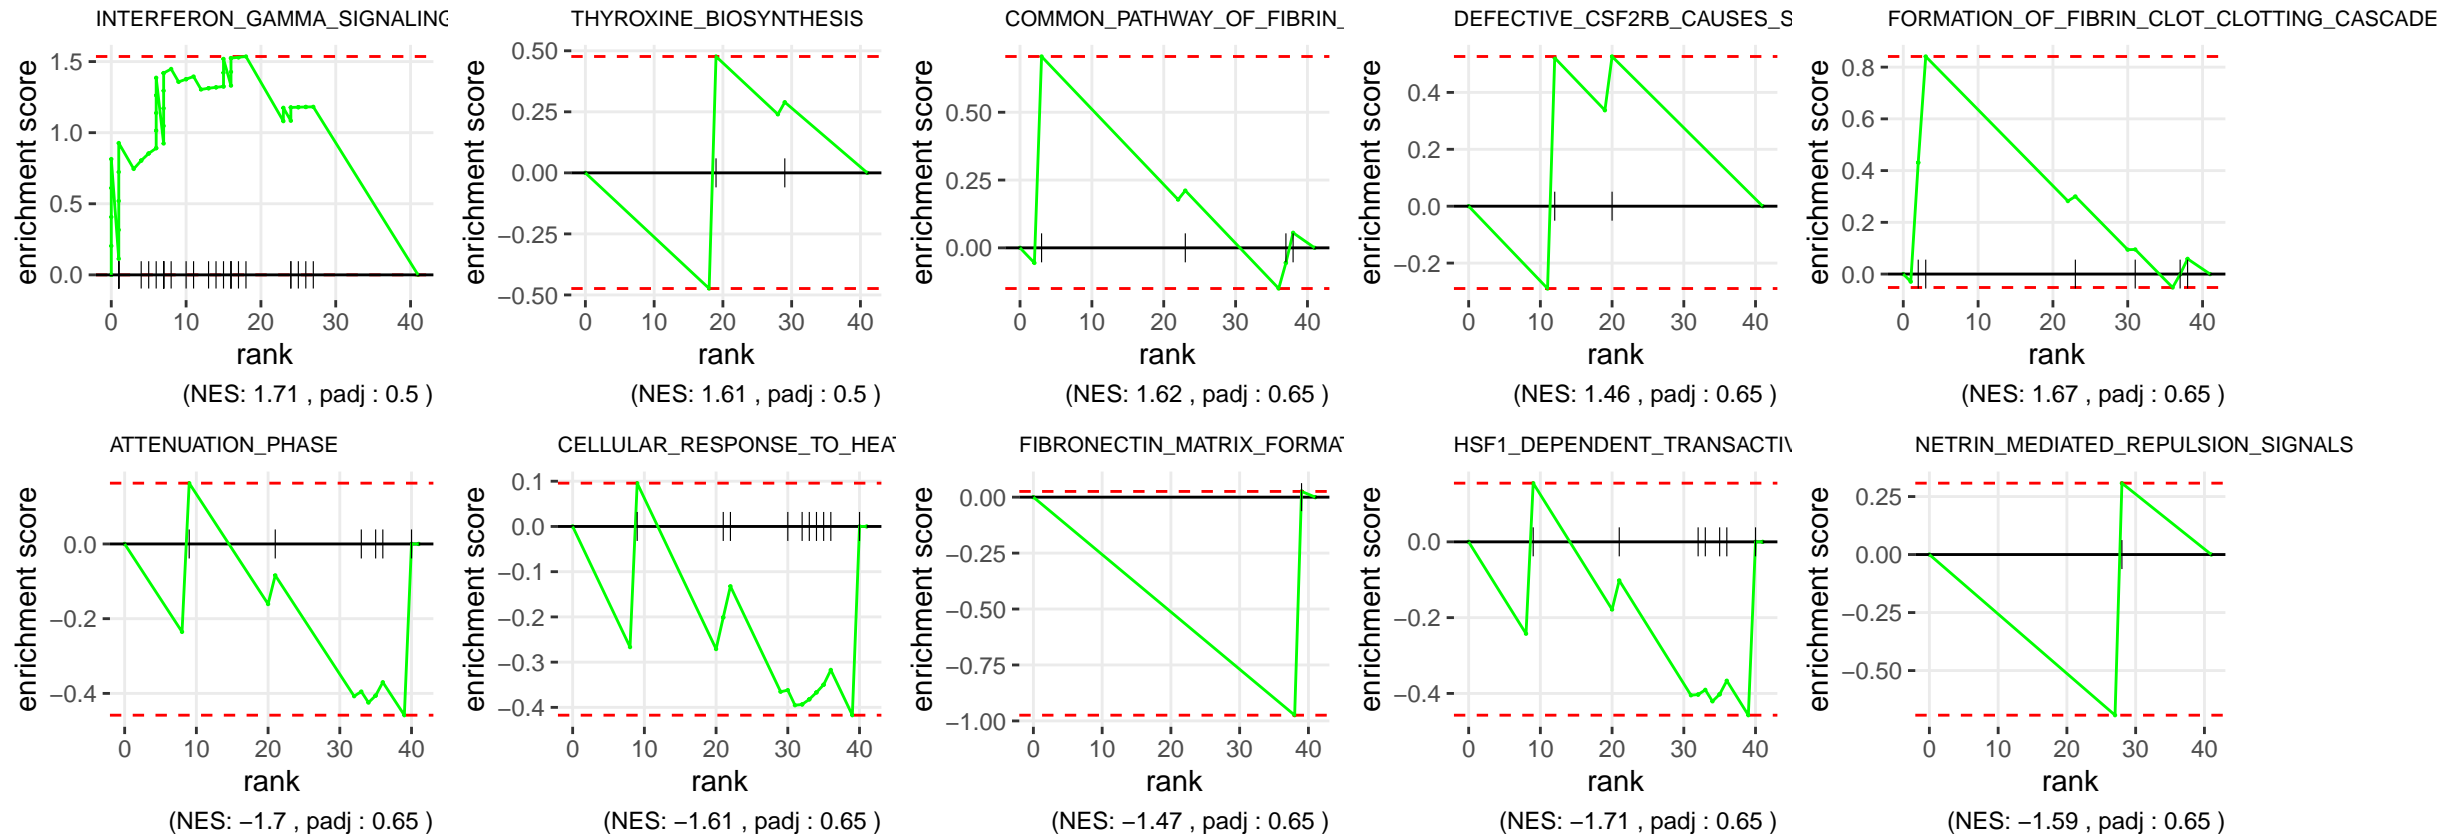 INTERFERON_GAMMA_SIGNALING
enrichment score
1.5
1.0
0.5
0.0
0 10 20 30 40
rank
(NES: 1.71 , padj : 0.5 )
THYROXINE_BIOSYNTHESIS
enrichment score
0.50
0.25
0.00
−0.25
−0.50
0 10 20 30 40
rank
(NES: 1.61 , padj : 0.5 )
COMMON_PATHWAY_OF_FIBRIN_
enrichment score
0.50
0.25
0.00
0 10 20 30 40
rank
(NES: 1.62 , padj : 0.65 )
DEFECTIVE_CSF2RB_CAUSES_S
enrichment score
0.4
0.2
0.0
−0.2
0 10 20 30 40
rank
(NES: 1.46 , padj : 0.65 )
FORMATION_OF_FIBRIN_CLOT_CLOTTING_CASCADE
enrichment score
0.8
0.6
0.4
0.2
0.0
0 10 20 30 40
rank
(NES: 1.67 , padj : 0.65 )
ATTENUATION_PHASE
enrichment score
0.0
−0.2
−0.4
0 10 20 30 40
rank
(NES: −1.7 , padj : 0.65 )
CELLULAR_RESPONSE_TO_HEAT
enrichment score
0.1
0.0
−0.1
−0.2
−0.3
−0.4
0 10 20 30 40
rank
(NES: −1.61 , padj : 0.65 )
FIBRONECTIN_MATRIX_FORMAT
enrichment score
0.00
−0.25
−0.50
−0.75
−1.00
0 10 20 30 40
rank
(NES: −1.47 , padj : 0.65 )
HSF1_DEPENDENT_TRANSACTIV
enrichment score
0.0
−0.2
−0.4
0 10 20 30 40
rank
(NES: −1.71 , padj : 0.65 )
NETRIN_MEDIATED_REPULSION_SIGNALS
enrichment score
0.25
0.00
−0.25
−0.50
0 10 20 30 40
rank
(NES: −1.59 , padj : 0.65 )